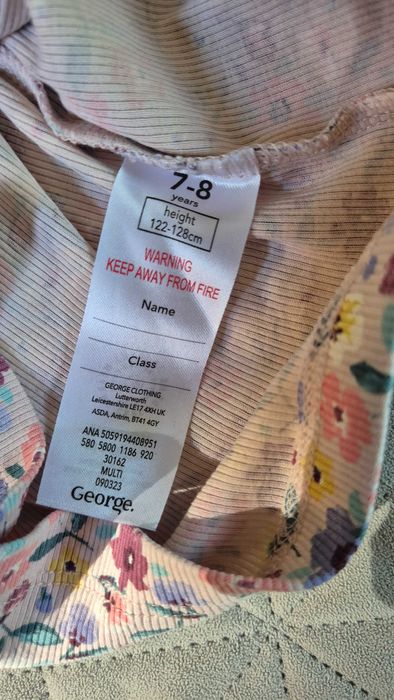 7-8
years
height
122-128cm
WARNING
KEEP AWAY FROM FIRE
Name
Class
GEORGE CLOTHING
Lutterworth
Leicestershire LE17 4XH UK
ASDA, Antrim, BT41 4GY
ANA 5059194408951
580 5800 1186 920
30162
MULTI
090323
George.